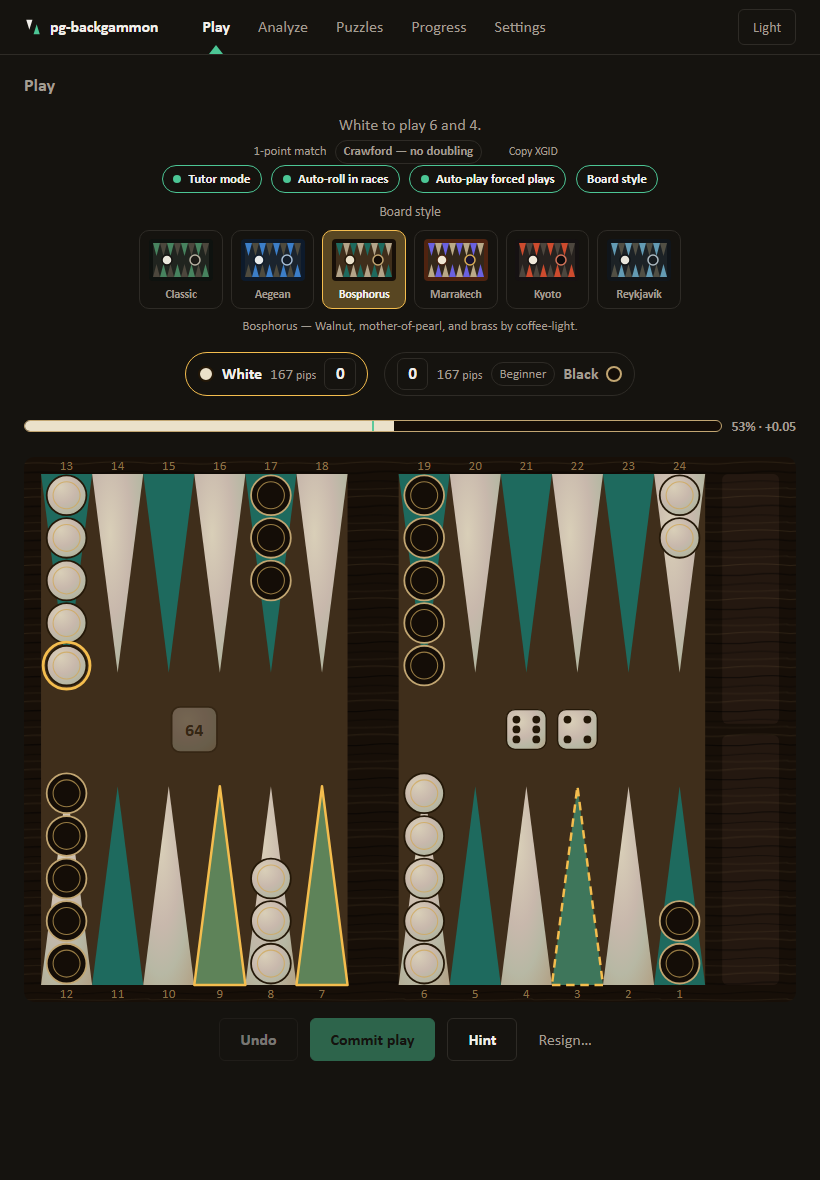 pg-backgammon Play Analyze Puzzles Progress Settings Light
Play
White to play 6 and 4.
1-point match Crawford — no doubling Copy XGID
Tutor mode Auto-roll in races Auto-play forced plays Board style
Board style
Classic Aegean Bosphorus Marrakech Kyoto Reykjavík
Bosphorus — Walnut, mother-of-pearl, and brass by coffee-light.
White 167 pips 0 0 167 pips Beginner Black
53% · +0.05
13 14 15 16 17 18 19 20 21 22 23 24
64
12 11 10 9 8 7 6 5 4 3 2 1
Undo Commit play Hint Resign...